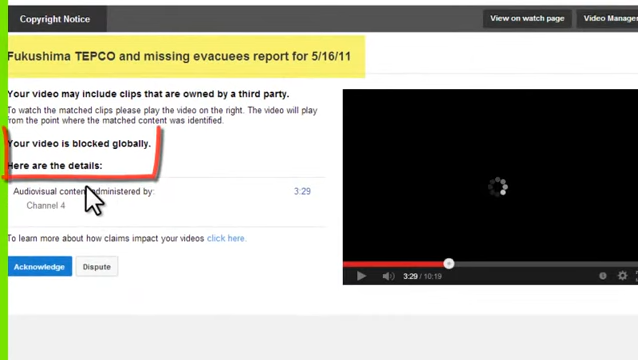 Copyright Notice
View on watch page
Video Manager
Fukushima TEPCO and missing evacuees report for 5/16/11
Your video may include clips that are owned by a third party.
To watch the matched clips please play the video on the right. The video will play
from the point where the matched content was identified.
Your video is blocked globally.
Here are the details:
Audiovisual content administered by:
3:29
Channel 4
To learn more about how claims impact your videos click here.
Acknowledge
Dispute
3:29 / 10:19